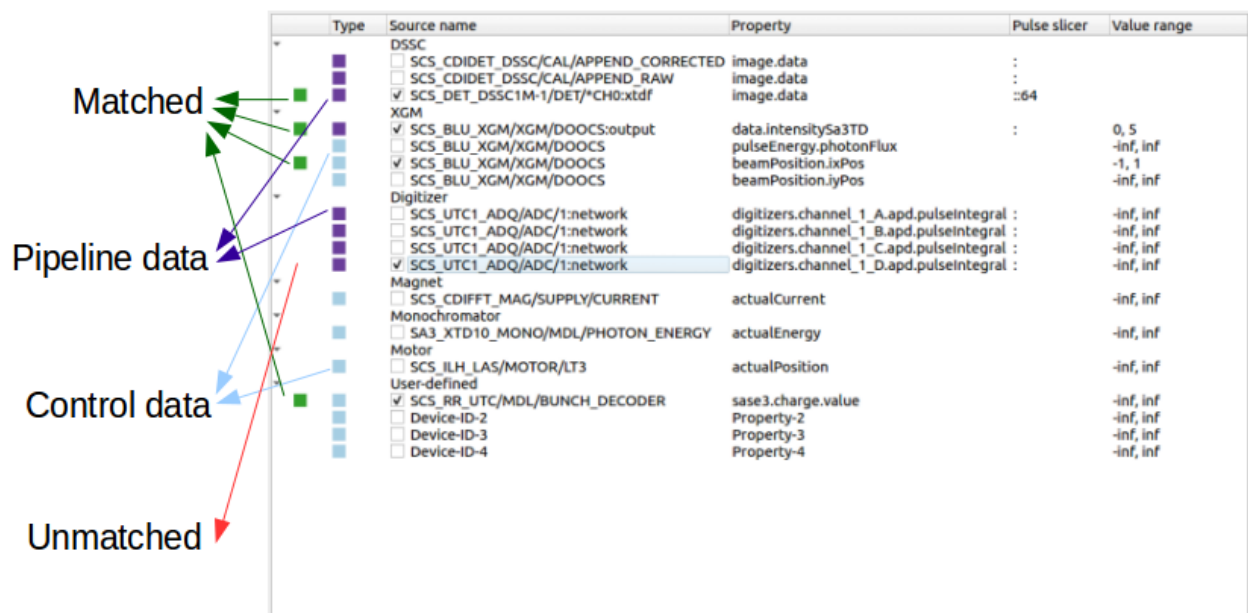 Type Source name Property Pulse slicer Value range
DSSC
SCS_CDIDET_DSSC/CAL/APPEND_CORRECTED image.data :
SCS_CDIDET_DSSC/CAL/APPEND_RAW image.data :
Matched
SCS_DET_DSSC1M-1/DET/*CH0:xtdf image.data ::64
XGM
SCS_BLU_XGM/XGM/DOOCS:output data.intensitySa3TD : 0, 5
SCS_BLU_XGM/XGM/DOOCS pulseEnergy.photonFlux -inf, inf
SCS_BLU_XGM/XGM/DOOCS beamPosition.ixPos -1, 1
SCS_BLU_XGM/XGM/DOOCS beamPosition.iyPos -inf, inf
Digitizer
SCS_UTC1_ADQ/ADC/1:network digitizers.channel_1_A.apd.pulseIntegral : -inf, inf
SCS_UTC1_ADQ/ADC/1:network digitizers.channel_1_B.apd.pulseIntegral : -inf, inf
SCS_UTC1_ADQ/ADC/1:network digitizers.channel_1_C.apd.pulseIntegral : -inf, inf
Pipeline data
SCS_UTC1_ADQ/ADC/1:network digitizers.channel_1_D.apd.pulseIntegral : -inf, inf
Magnet
SCS_CDIFFT_MAG/SUPPLY/CURRENT actualCurrent -inf, inf
Monochromator
SA3_XTD10_MONO/MDL/PHOTON_ENERGY actualEnergy -inf, inf
Motor
SCS_ILH_LAS/MOTOR/LT3 actualPosition -inf, inf
User-defined
Control data
SCS_RR_UTC/MDL/BUNCH_DECODER sase3.charge.value -inf, inf
Device-ID-2 Property-2 -inf, inf
Device-ID-3 Property-3 -inf, inf
Device-ID-4 Property-4 -inf, inf
Unmatched